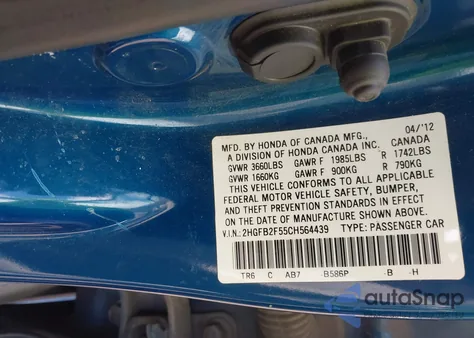 MFD. BY HONDA OF CANADA MFG., 04/'12
A DIVISION OF HONDA CANADA INC. CANADA
GVWR 3660LBS GAWR F 1985LBS R 1742LBS
GVWR 1660KG GAWR F 900KG R 790KG
THIS VEHICLE CONFORMS TO ALL APPLICABLE
FEDERAL MOTOR VEHICLE SAFETY, BUMPER,
AND THEFT PREVENTION STANDARDS IN EFFECT
ON THE DATE OF MANUFACTURE SHOWN ABOVE.
V.I.N.: 2HGFB2F55CH564439 TYPE: PASSENGER CAR
TR6 C AB7 B586P -B -H
autoSnap